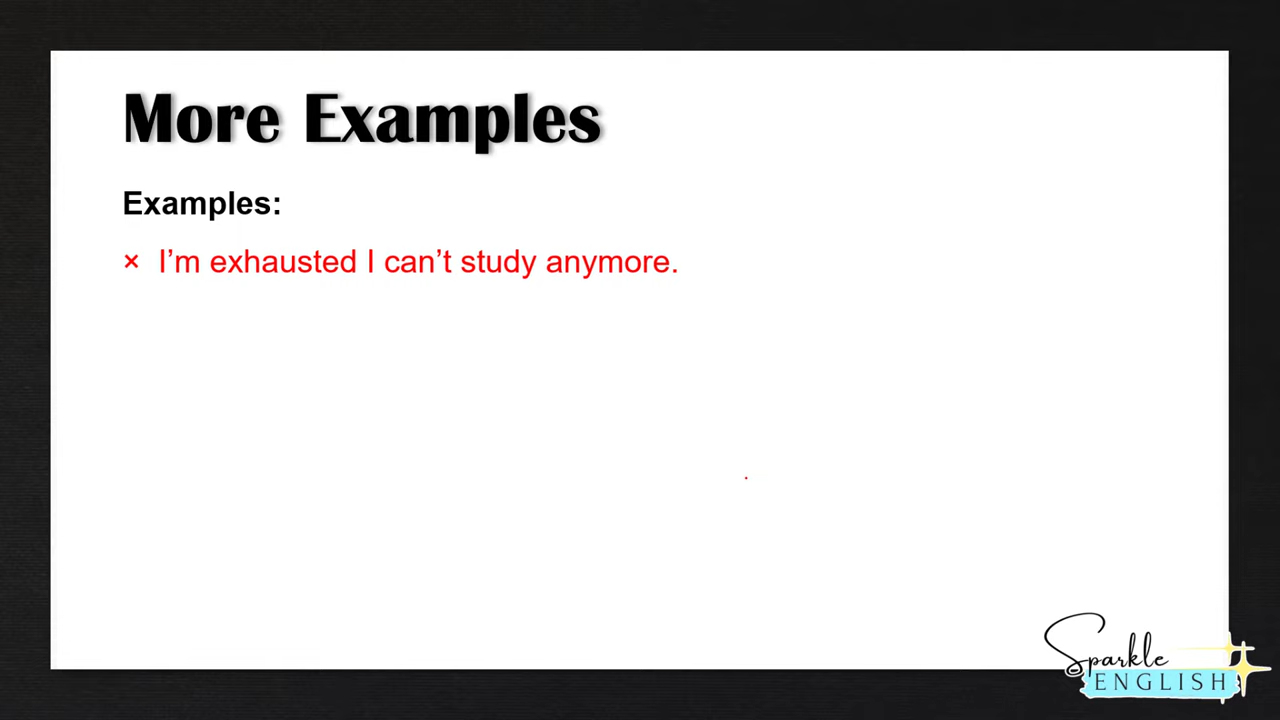 More Examples
Examples:
× I’m exhausted I can’t study anymore.
Sparkle
ENGLISH